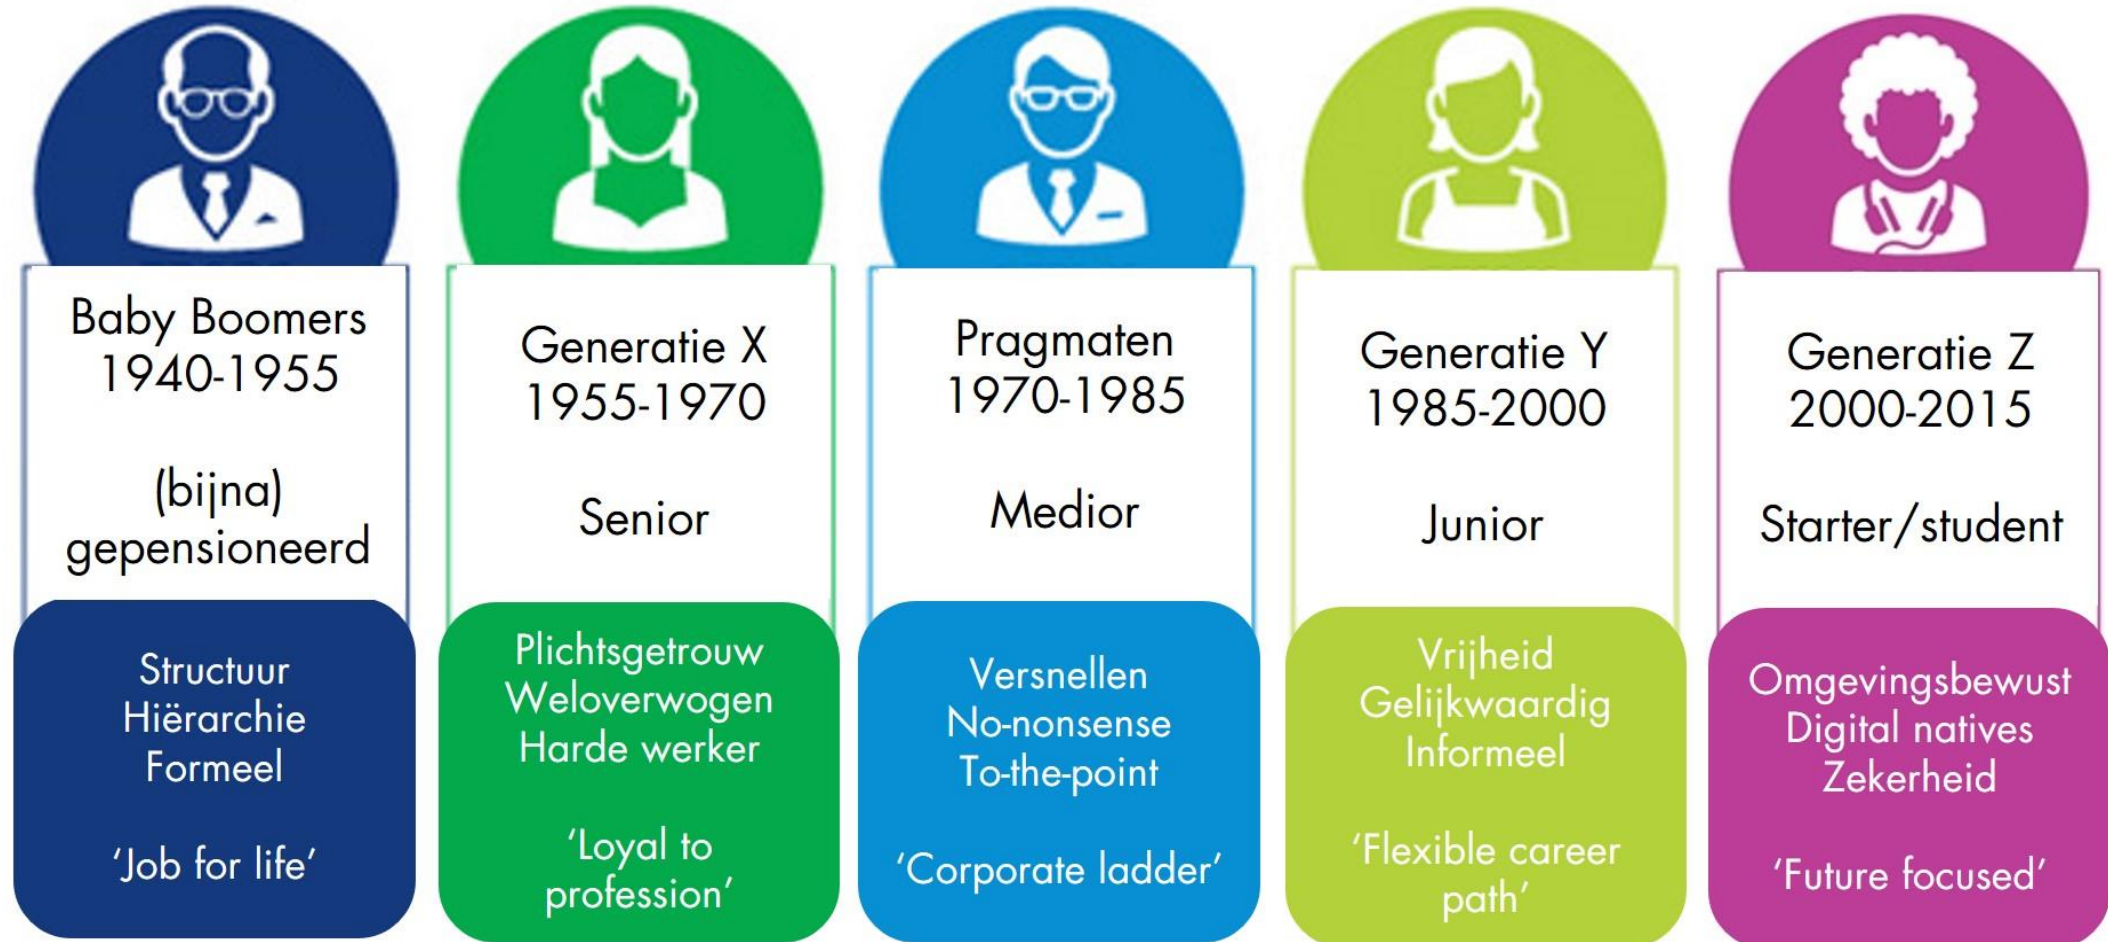 Baby Boomers
1940-1955
(bijna)
gepensioneerd
Structuur
Hiërarchie
Formeel
‘Job for life’
Generatie X
1955-1970
Senior
Plichtsgetrouw
Weloverwogen
Harde werker
‘Loyal to
profession’
Pragmaten
1970-1985
Medior
Versnellen
No-nonsense
To-the-point
‘Corporate ladder’
Generatie Y
1985-2000
Junior
Vrijheid
Gelijkwaardig
Informeel
‘Flexible career
path’
Generatie Z
2000-2015
Starter/student
Omgevingsbewust
Digital natives
Zekerheid
‘Future focused’